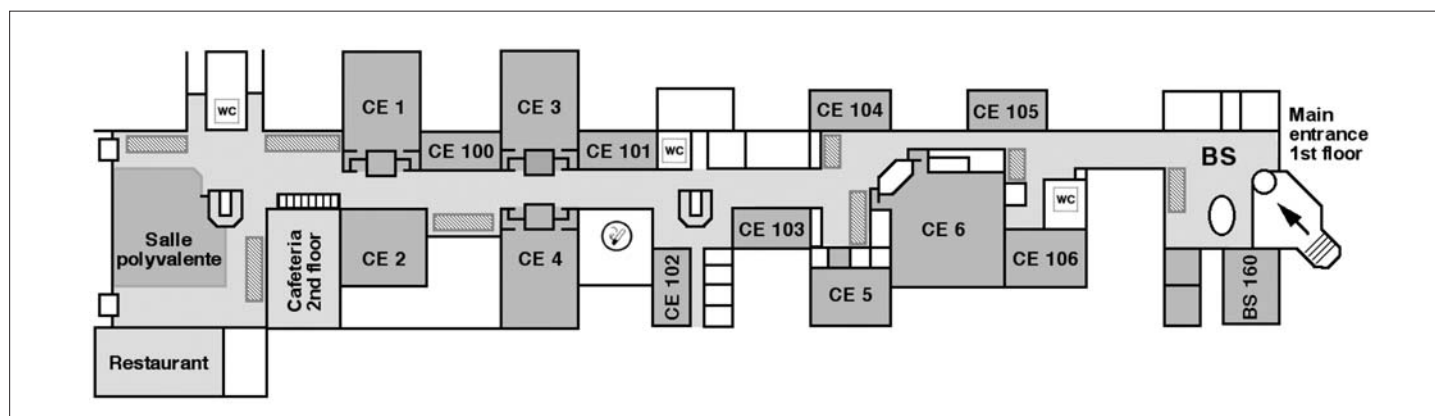 WC
CE 1
CE 3
CE 104
CE 105
Main
entrance
1st floor
CE 100
CE 101
WC
BS
WC
Salle
polyvalente
Cafeteria
2nd floor
CE 2
CE 4
CE 102
CE 103
CE 5
CE 6
CE 106
BS 160
Restaurant